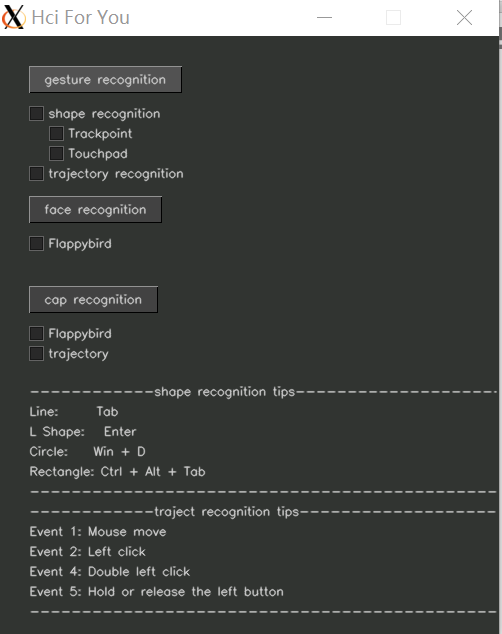 Hci For You
gesture recognition
shape recognition
Trackpoint
Touchpad
trajectory recognition
face recognition
Flappybird
cap recognition
Flappybird
trajectory
------------shape recognition tips--------------------
Line: Tab
L Shape: Enter
Circle: Win + D
Rectangle: Ctrl + Alt + Tab
----------------------------------------------
------------traject recognition tips-------------------
Event 1: Mouse move
Event 2: Left click
Event 4: Double left click
Event 5: Hold or release the left button
----------------------------------------------